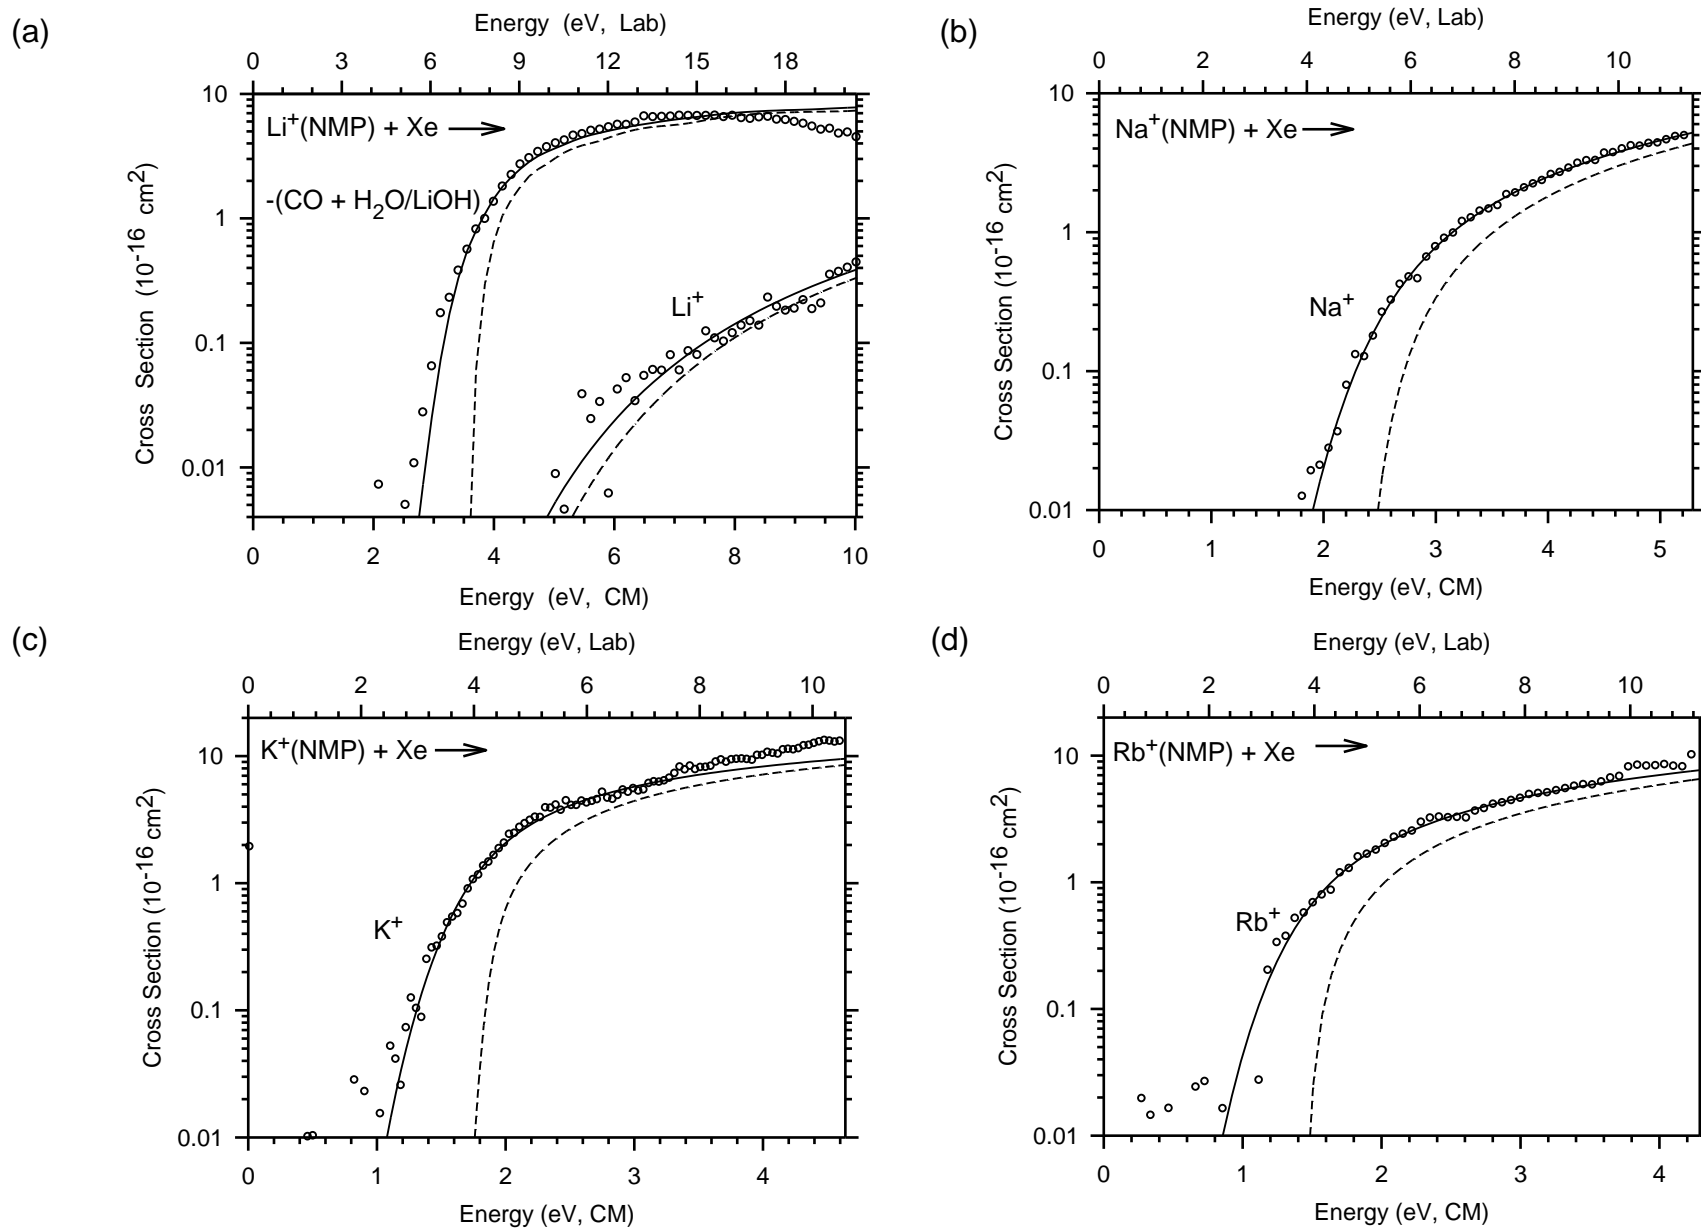 (a)
Energy (eV, Lab)
0 3 6 9 12 15 18
10
1
0.1
0.01
Cross Section (10⁻¹⁶ cm²)
Li⁺(NMP) + Xe →
-(CO + H₂O/LiOH)
Li⁺
0 2 4 6 8 10
Energy (eV, CM)
(b)
Energy (eV, Lab)
0 2 4 6 8 10
10
1
0.1
0.01
Cross Section (10⁻¹⁶ cm²)
Na⁺(NMP) + Xe →
Na⁺
0 1 2 3 4 5
Energy (eV, CM)
(c)
Energy (eV, Lab)
0 2 4 6 8 10
10
1
0.1
0.01
Cross Section (10⁻¹⁶ cm²)
K⁺(NMP) + Xe →
K⁺
0 1 2 3 4
Energy (eV, CM)
(d)
Energy (eV, Lab)
0 2 4 6 8 10
10
1
0.1
0.01
Cross Section (10⁻¹⁶ cm²)
Rb⁺(NMP) + Xe →
Rb⁺
0 1 2 3 4
Energy (eV, CM)